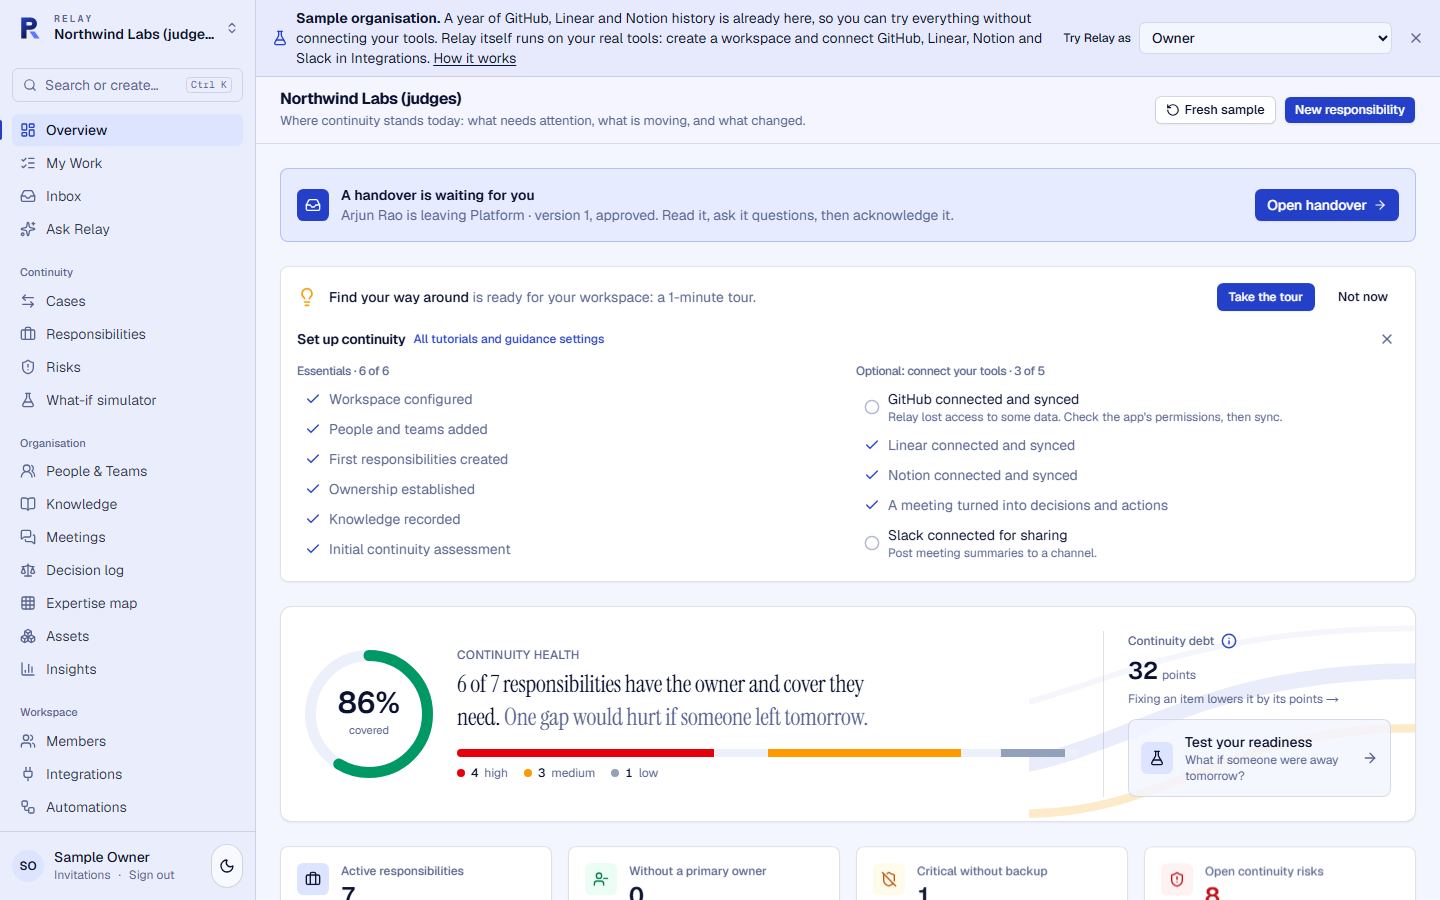 RELAY
Northwind Labs (judge...
Search or create...
Ctrl K
Overview
My Work
Inbox
Ask Relay
Continuity
Cases
Responsibilities
Risks
What-if simulator
Organisation
People & Teams
Knowledge
Meetings
Decision log
Expertise map
Assets
Insights
Workspace
Members
Integrations
Automations
SO
Sample Owner
Invitations · Sign out
Sample organisation. A year of GitHub, Linear and Notion history is already here, so you can try everything without
connecting your tools. Relay itself runs on your real tools: create a workspace and connect GitHub, Linear, Notion and
Slack in Integrations. How it works
Try Relay as
Owner
Northwind Labs (judges)
Where continuity stands today: what needs attention, what is moving, and what changed.
Fresh sample
New responsibility
A handover is waiting for you
Arjun Rao is leaving Platform · version 1, approved. Read it, ask it questions, then acknowledge it.
Open handover →
Find your way around is ready for your workspace: a 1-minute tour.
Take the tour
Not now
Set up continuity
All tutorials and guidance settings
Essentials · 6 of 6
Workspace configured
People and teams added
First responsibilities created
Ownership established
Knowledge recorded
Initial continuity assessment
Optional: connect your tools · 3 of 5
GitHub connected and synced
Relay lost access to some data. Check the app's permissions, then sync.
Linear connected and synced
Notion connected and synced
A meeting turned into decisions and actions
Slack connected for sharing
Post meeting summaries to a channel.
86%
covered
CONTINUITY HEALTH
6 of 7 responsibilities have the owner and cover they
need. One gap would hurt if someone left tomorrow.
4 high
3 medium
1 low
Continuity debt
32 points
Fixing an item lowers it by its points →
Test your readiness
What if someone were away
tomorrow?
Active responsibilities
7
Without a primary owner
0
Critical without backup
1
Open continuity risks
8